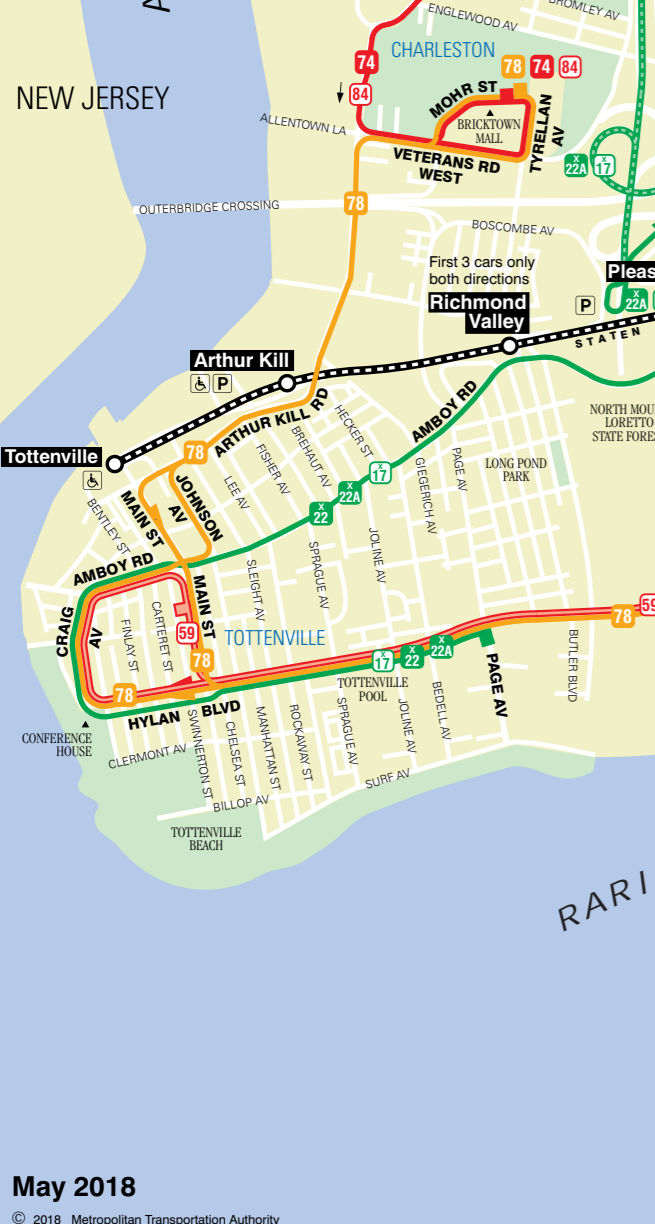 ENGLEWOOD AV
BROMLEY AV
CHARLESTON
74
84
78 74 84
MOHR ST
BRICKTOWN
MALL
TYRELLAN
AV
NEW JERSEY
ALLENTOWN LA
VETERANS RD
WEST
X
22A
X
17
OUTERBRIDGE CROSSING
78
BOSCOMBE AV
First 3 cars only
both directions
Richmond
Valley
P
Pleas
X
22A
STATEN
Arthur Kill
P
ARTHUR KILL RD
HECKER ST
BREHAUT AV
FISHER AV
LEE AV
AMBOY RD
NORTH MOU
LORETTO
STATE FORES
Tottenville
78
MAIN ST
JOHNSON
AV
BENTLEY ST
X
17
X
22A
X
22
GIEGERICH AV
PAGE AV
LONG POND
PARK
AMBOY RD
CRAIG
AV
FINLAY ST
CARTERET ST
MAIN ST
59
SLEIGHT AV
SPRAGUE AV
JOLINE AV
TOTTENVILLE
78
78
59
78
BUTLER BLVD
X
17
X
22
X
22A
PAGE AV
TOTTENVILLE
POOL
HYLAN BLVD
CONFERENCE
HOUSE
CLERMONT AV
SWINNERTON ST
CHELSEA ST
MANHATTAN ST
ROCKAWAY ST
SPRAGUE AV
JOLINE AV
BEDELL AV
SURF AV
BILLOP AV
TOTTENVILLE
BEACH
RARI
May 2018
© 2018 Metropolitan Transportation Authority